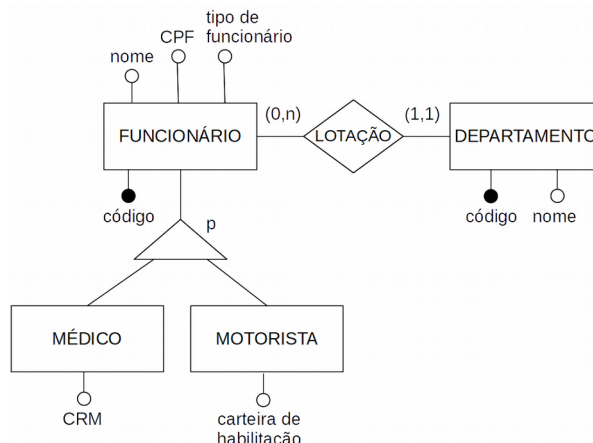 tipo de
funcionário
CPF
nome
(0,n)
(1,1)
FUNCIONÁRIO
LOTAÇÃO
DEPARTAMENTO
código
código
nome
p
MÉDICO
MOTORISTA
CRM
carteira de
habilitação